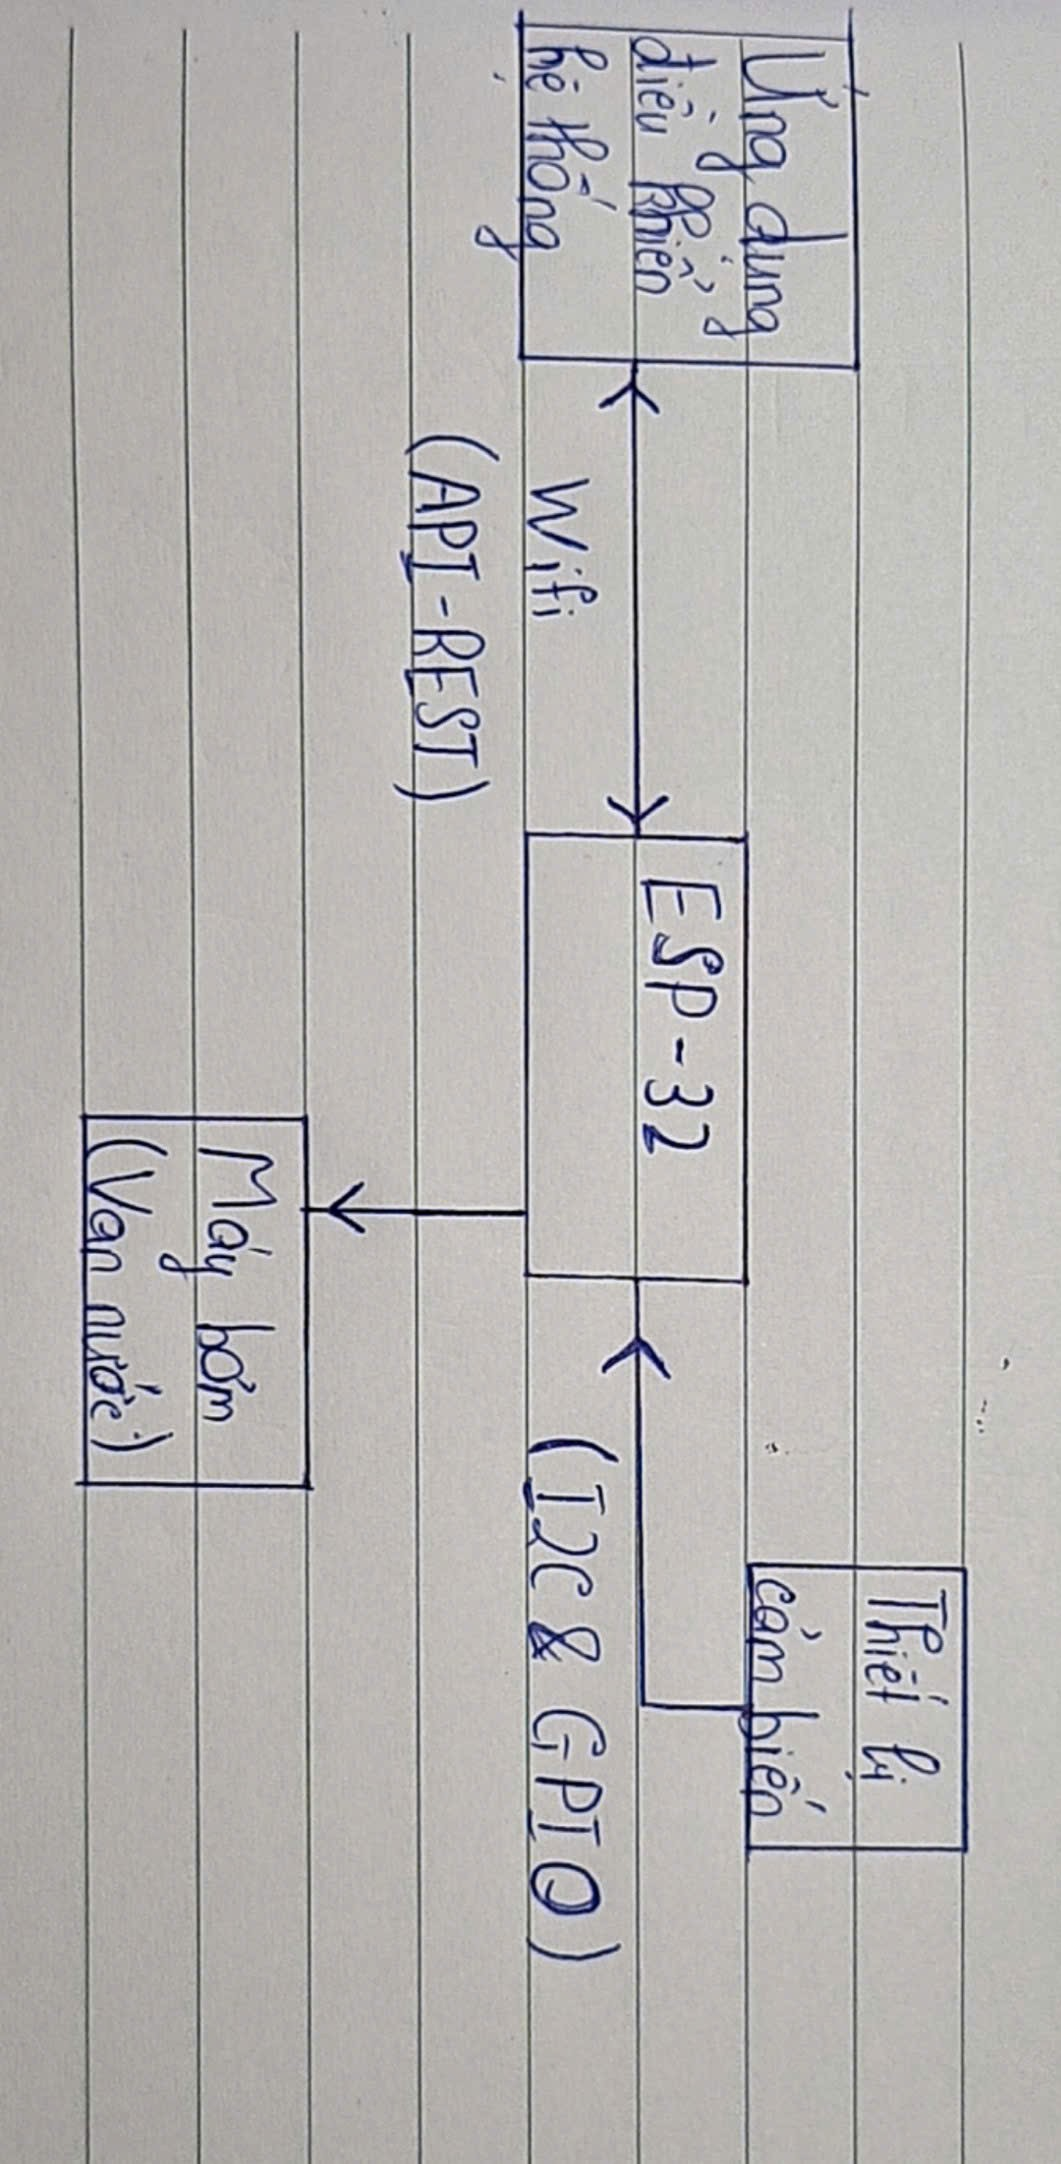 Ứng dụng
điều khiển
hệ thống
Wifi
(API-REST)
ESP-32
Thiết bị
cảm biến
(I2C & GPIO)
Máy bơm
(Van nước)